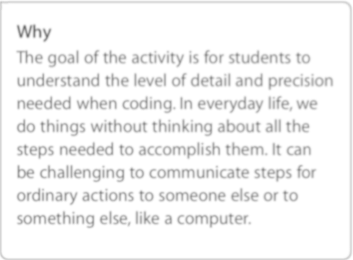 Why
The goal of the activity is for students to
understand the level of detail and precision
needed when coding. In everyday life, we
do things without thinking about all the
steps needed to accomplish them. It can
be challenging to communicate steps for
ordinary actions to someone else or to
something else, like a computer.